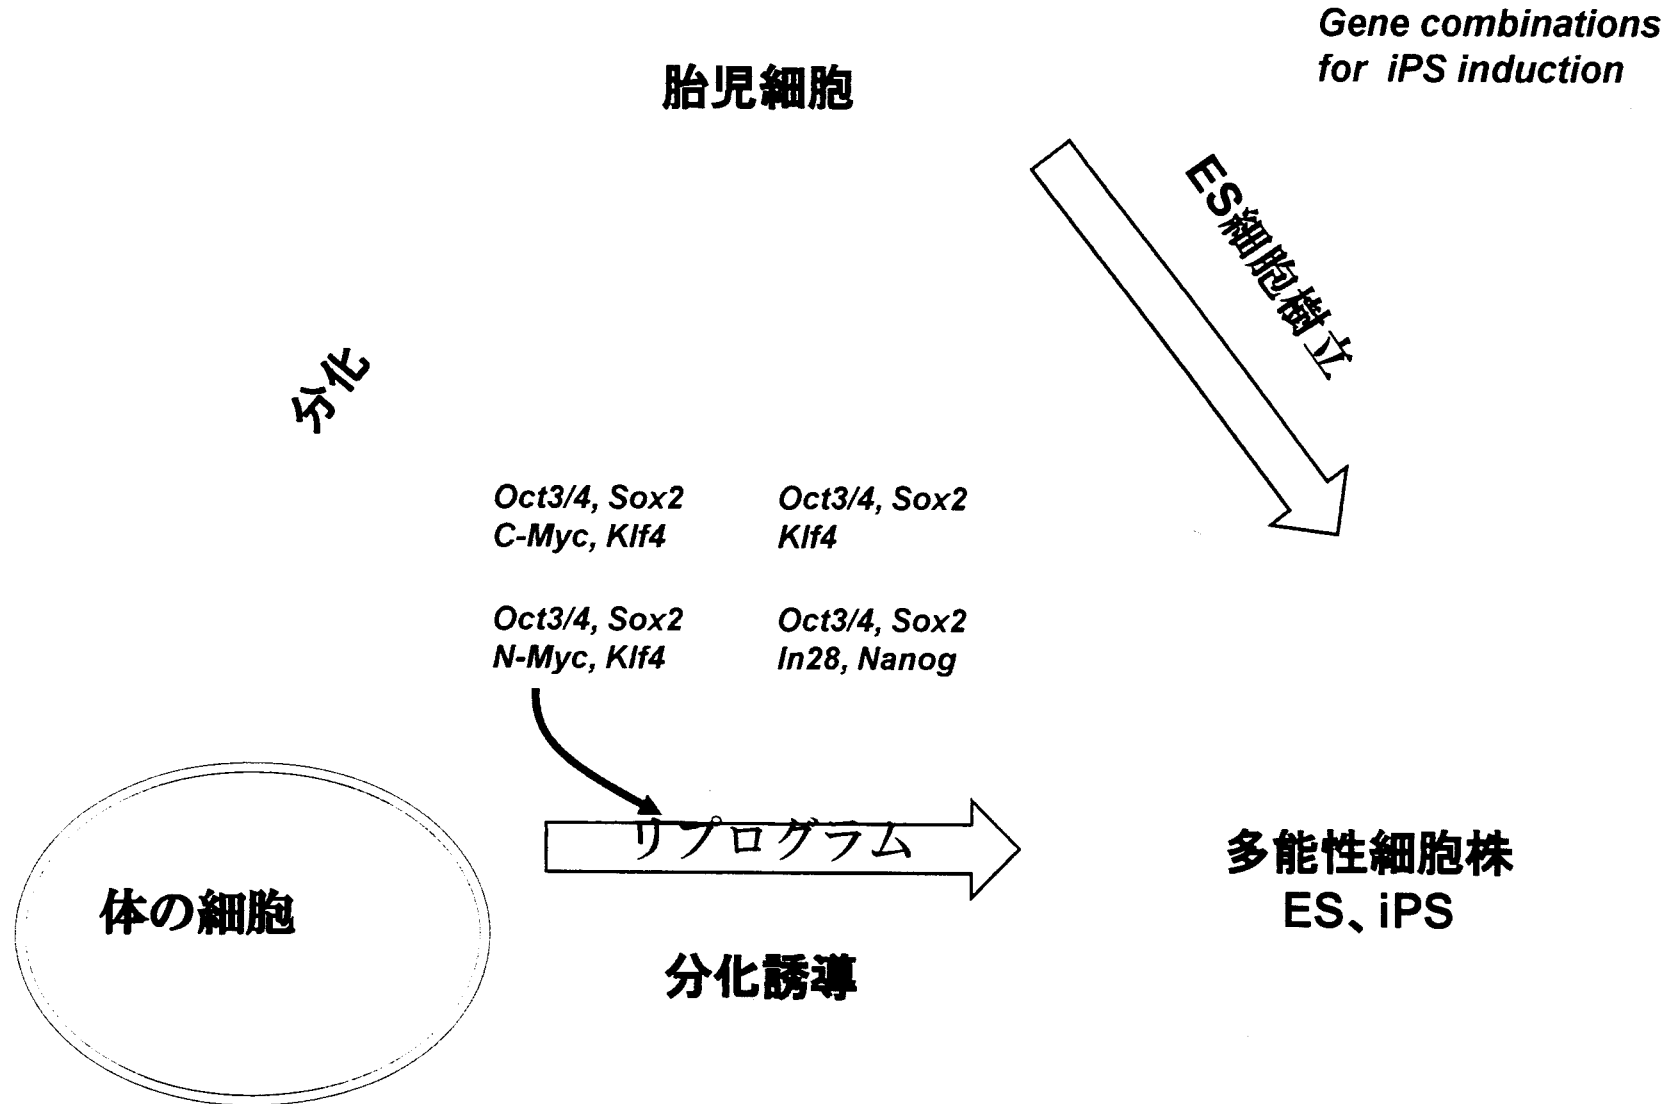 Gene combinations
for iPS induction
胎児細胞
ES細胞樹立
分化
Oct3/4, Sox2
C-Myc, Klf4
Oct3/4, Sox2
Klf4
Oct3/4, Sox2
N-Myc, Klf4
Oct3/4, Sox2
ln28, Nanog
リプログラム
体の細胞
多能性細胞株
ES、iPS
分化誘導